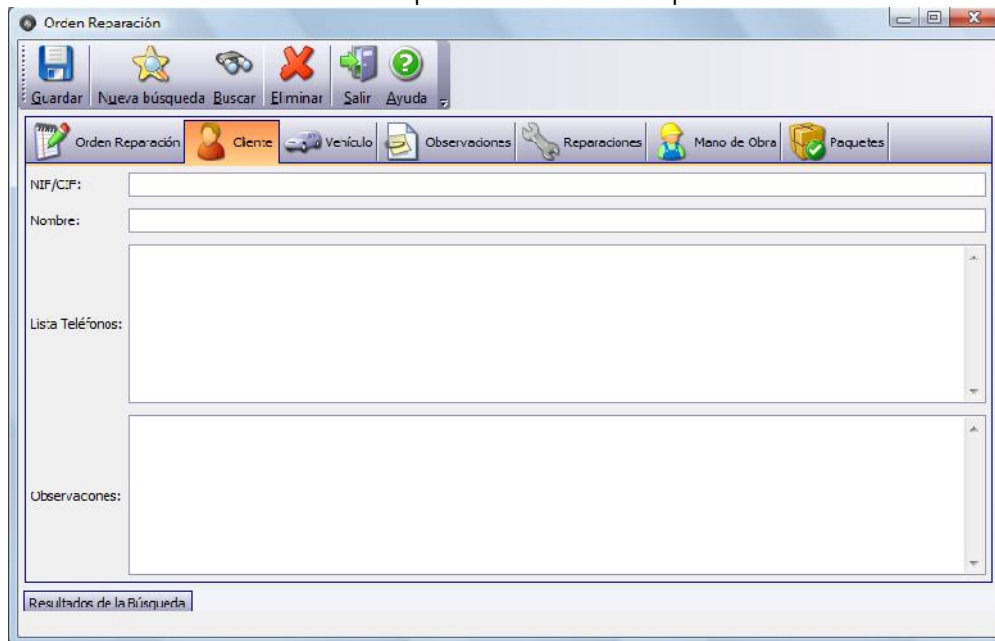 Orden Reparación
Guardar Nueva búsqueda Buscar Eliminar Salir Ayuda
Orden Reparación Cliente Vehículo Observaciones Reparaciones Mano de Obra Paquetes
NIF/CIF:
Nombre:
Lista Teléfonos:
Observacones:
Resultados de la Búsqueda